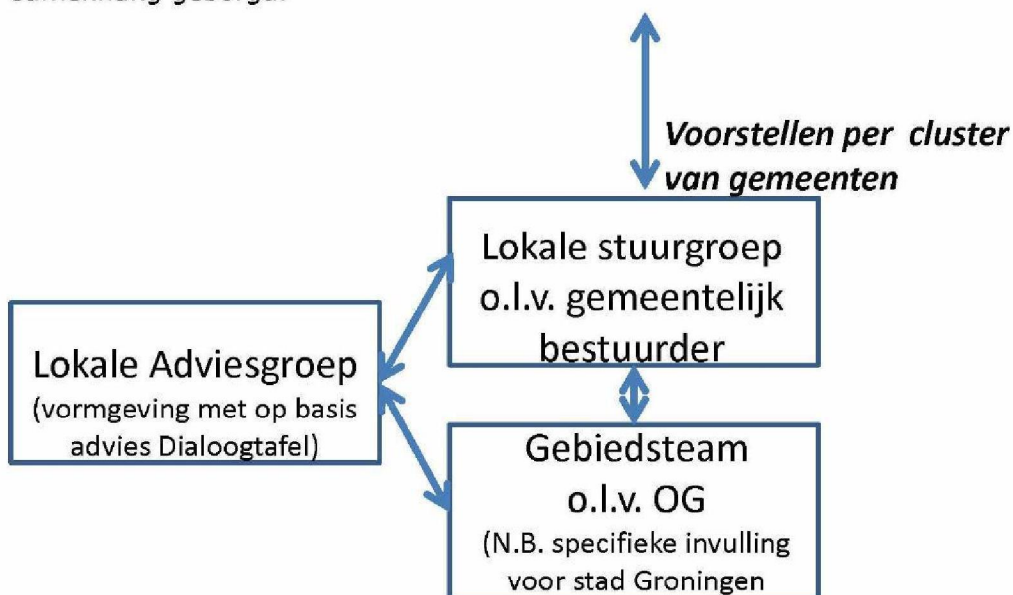 Voorstellen per cluster
van gemeenten
Lokale stuurgroep
o.l.v. gemeentelijk
bestuurder
Lokale Adviesgroep
(vormgeving met op basis
advies Dialoogtafel)
Gebiedsteam
o.l.v. OG
(N.B. specifieke invulling
voor stad Groningen